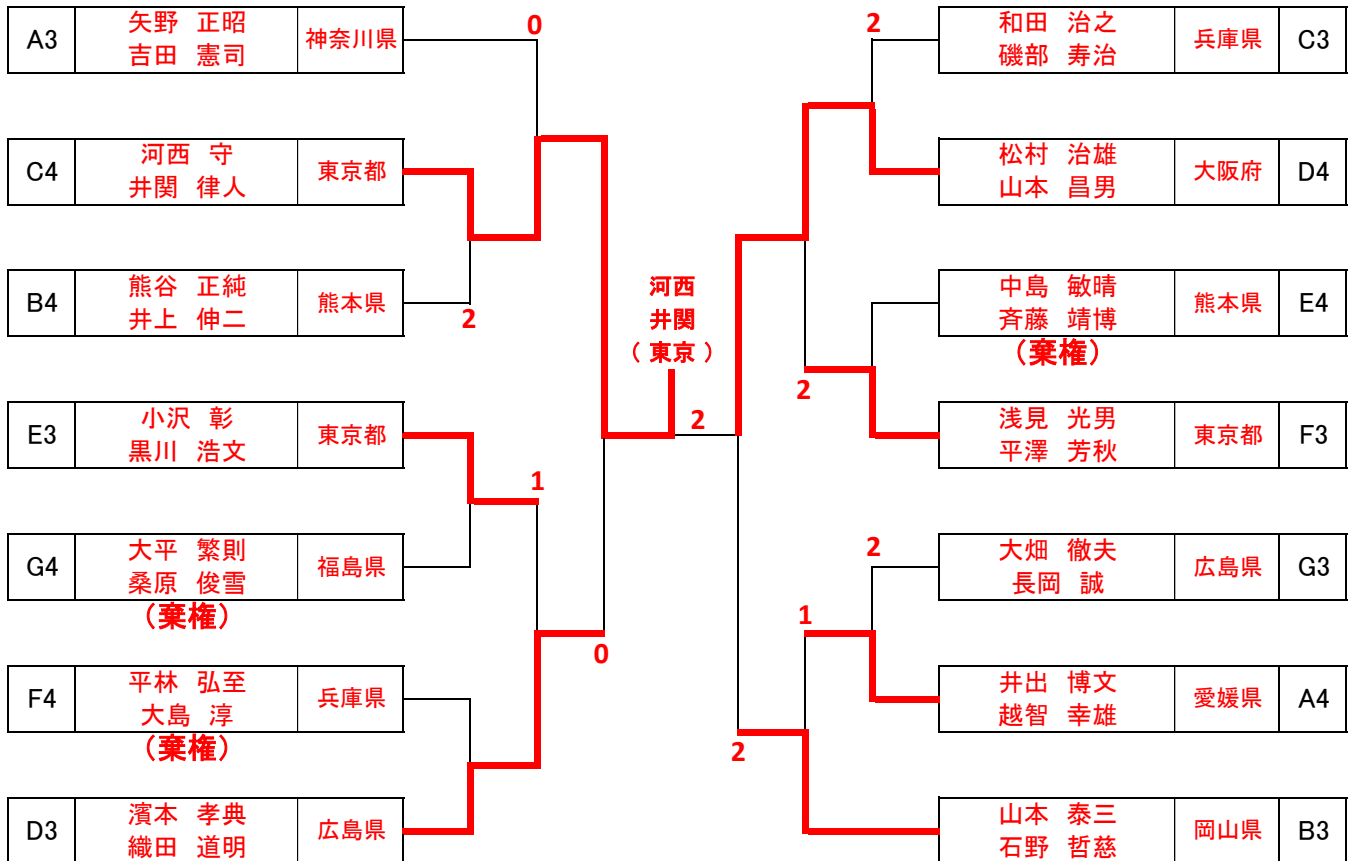 A3 矢野 正昭 神奈川県
吉田 憲司
0
C4 河西 守 東京都
井関 律人
B4 熊谷 正純 熊本県
井上 伸二
2
E3 小沢 彰 東京都
黒川 浩文
1
G4 大平 繁則 福島県
桑原 俊雪
(棄権)
0
F4 平林 弘至 兵庫県
大島 淳
(棄権)
D3 濱本 孝典 広島県
織田 道明
河西
井関
( 東京 )
2
2
和田 治之 兵庫県 C3
磯部 寿治
松村 治雄 大阪府 D4
山本 昌男
中島 敏晴 熊本県 E4
斉藤 靖博
(棄権)
2
浅見 光男 東京都 F3
平澤 芳秋
2
大畑 徹夫 広島県 G3
長岡 誠
1
井出 博文 愛媛県 A4
越智 幸雄
2
山本 泰三 岡山県 B3
石野 哲慈